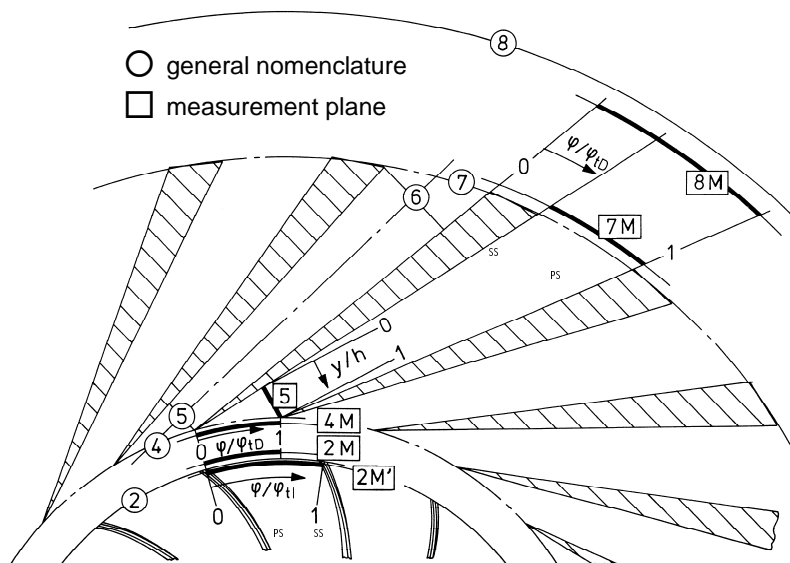 8
general nomenclature
measurement plane
φ/φtD
0
7
8M
6
7M
SS
1
PS
0
y/h
1
5
5
4M
4
0
φ/φtD
1
2M
2M'
φ/φtI
2
0
1
PS
SS